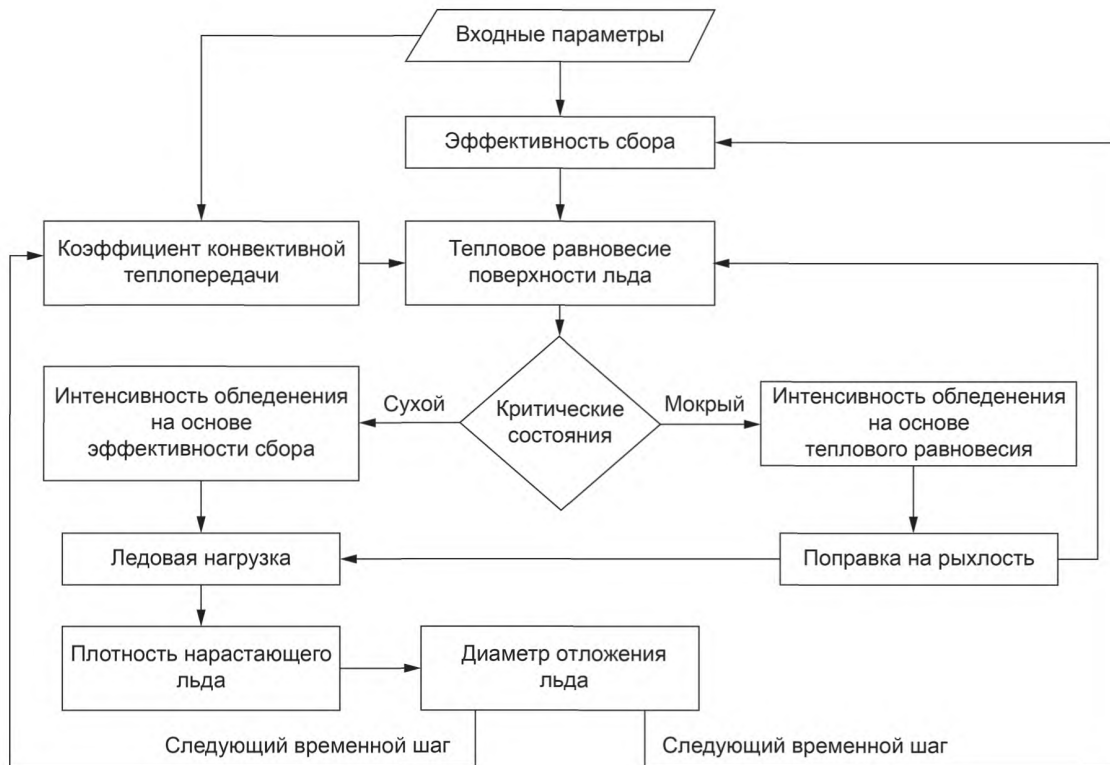 Входные параметры
Эффективность сбора
Коэффициент конвективной
теплопередачи
Тепловое равновесие
поверхности льда
Интенсивность обледенения
на основе
эффективности сбора
Сухой
Критические
состояния
Мокрый
Интенсивность обледенения
на основе
теплового равновесия
Ледовая нагрузка
Поправка на рыхлость
Плотность нарастающего
льда
Диаметр отложения
льда
Следующий временной шаг
Следующий временной шаг